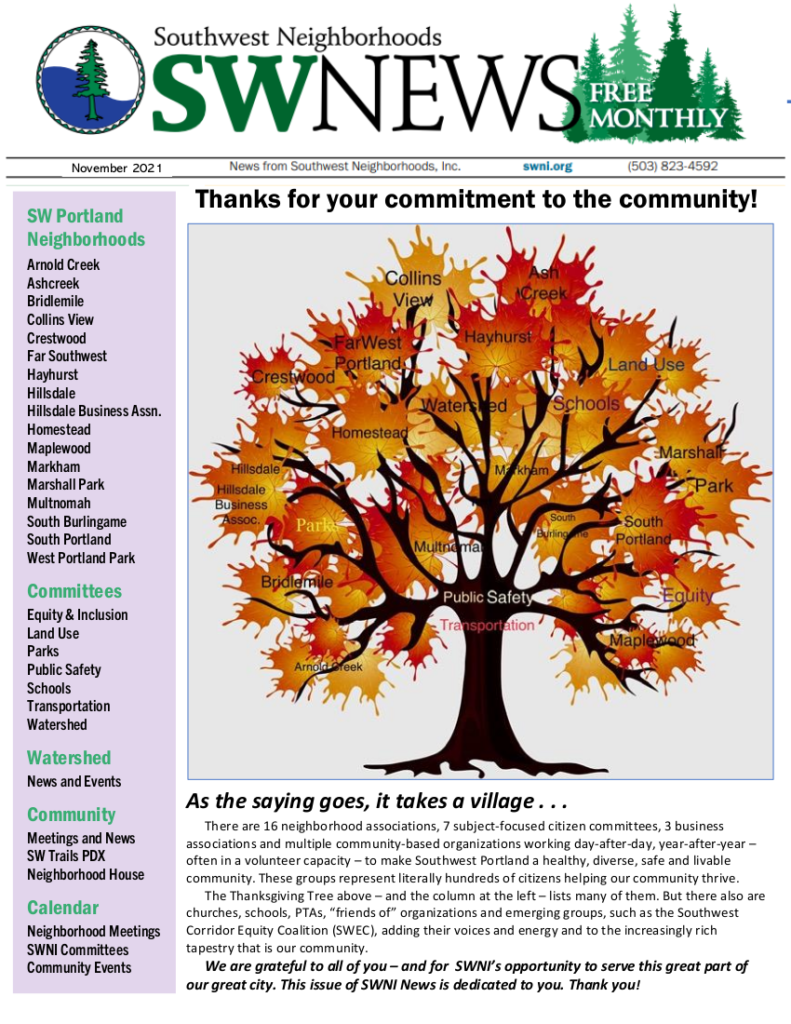 Southwest Neighborhoods
SWNEWS
FREE
MONTHLY
November 2021
News from Southwest Neighborhoods, Inc.
swni.org
(503) 823-4592
SW Portland
Neighborhoods
Arnold Creek
Ashcreek
Bridlemile
Collins View
Crestwood
Far Southwest
Hayhurst
Hillsdale
Hillsdale Business Assn.
Homestead
Maplewood
Markham
Marshall Park
Multnomah
South Burlingame
South Portland
West Portland Park
Committees
Equity & Inclusion
Land Use
Parks
Public Safety
Schools
Transportation
Watershed
Watershed
News and Events
Community
Meetings and News
SW Trails PDX
Neighborhood House
Calendar
Neighborhood Meetings
SWNI Committees
Community Events
Thanks for your commitment to the community!
Collins
View
Ash
Creek
FarWest
Portland
Hayhurst
Crestwood
Land Use
Watershed
Schools
Homestead
Marshall
Park
Hillsdale
Hillsdale
Business
Assoc.
Markham
Parks
South
Burlingame
South
Portland
Multnomah
Bridlemile
Public Safety
Equity
Transportation
Maplewood
Arnold Creek
As the saying goes, it takes a village . . .
There are 16 neighborhood associations, 7 subject-focused citizen committees, 3 business
associations and multiple community-based organizations working day-after-day, year-after-year –
often in a volunteer capacity – to make Southwest Portland a healthy, diverse, safe and livable
community. These groups represent literally hundreds of citizens helping our community thrive.
The Thanksgiving Tree above – and the column at the left – lists many of them. But there also are
churches, schools, PTAs, “friends of” organizations and emerging groups, such as the Southwest
Corridor Equity Coalition (SWEC), adding their voices and energy and to the increasingly rich
tapestry that is our community.
We are grateful to all of you – and for SWNI’s opportunity to serve this great part of
our great city. This issue of SWNI News is dedicated to you. Thank you!